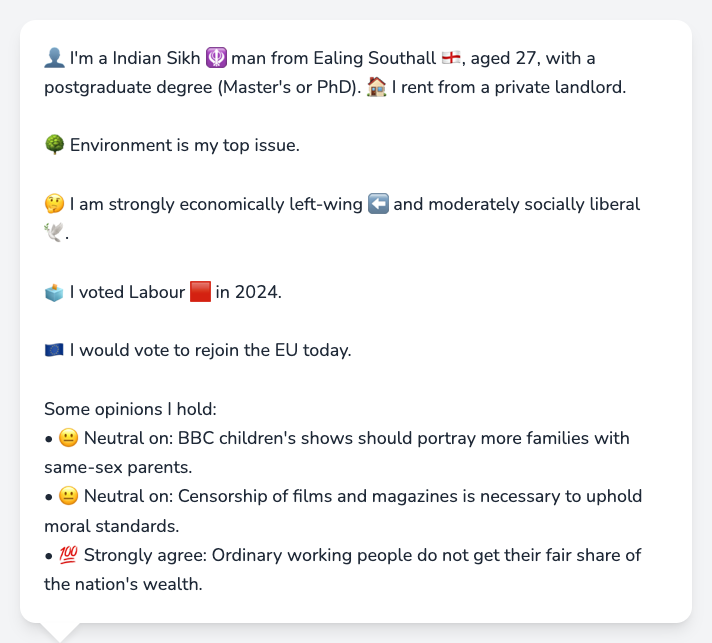 👤 I'm a Indian Sikh 🪯 man from Ealing Southall 🏴󠁧󠁢󠁥󠁮󠁧󠁿, aged 27, with a
postgraduate degree (Master's or PhD). 🏠 I rent from a private landlord.
🌳 Environment is my top issue.
🤔 I am strongly economically left-wing ⬅️ and moderately socially liberal
🕊️.
🗳️ I voted Labour 🟥 in 2024.
🇪🇺 I would vote to rejoin the EU today.
Some opinions I hold:
• 😐 Neutral on: BBC children's shows should portray more families with
same-sex parents.
• 😐 Neutral on: Censorship of films and magazines is necessary to uphold
moral standards.
• 💯 Strongly agree: Ordinary working people do not get their fair share of
the nation's wealth.